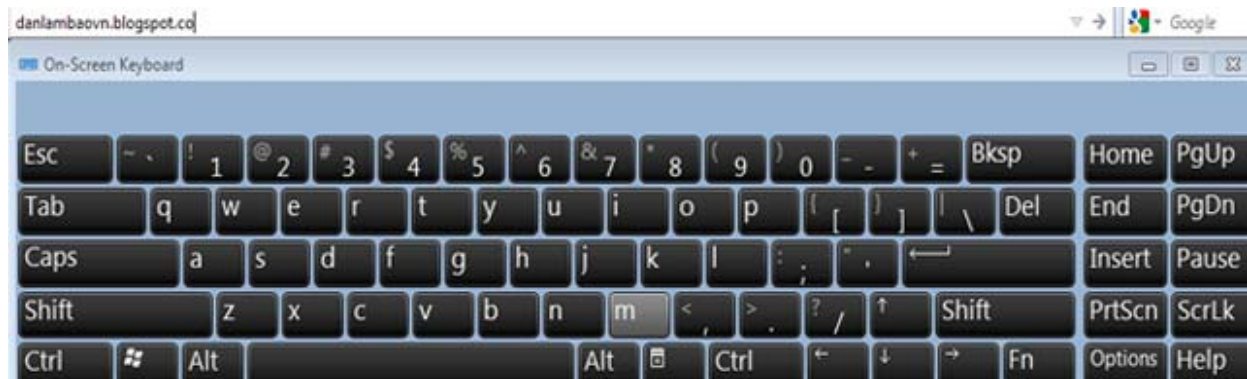 danlambaovn.blogspot.co
Google
On-Screen Keyboard
Esc ~ ` ! 1 @ 2 # 3 $ 4 % 5 ^ 6 & 7 * 8 ( 9 ) 0 _ - + = Bksp Home PgUp
Tab q w e r t y u i o p { [ } ] | \ Del End PgDn
Caps a s d f g h j k l : ; " ' Insert Pause
Shift z x c v b n m < , > . ? / ↑ Shift PrtScn ScrLk
Ctrl Alt Alt Ctrl ← ↓ → Fn Options Help